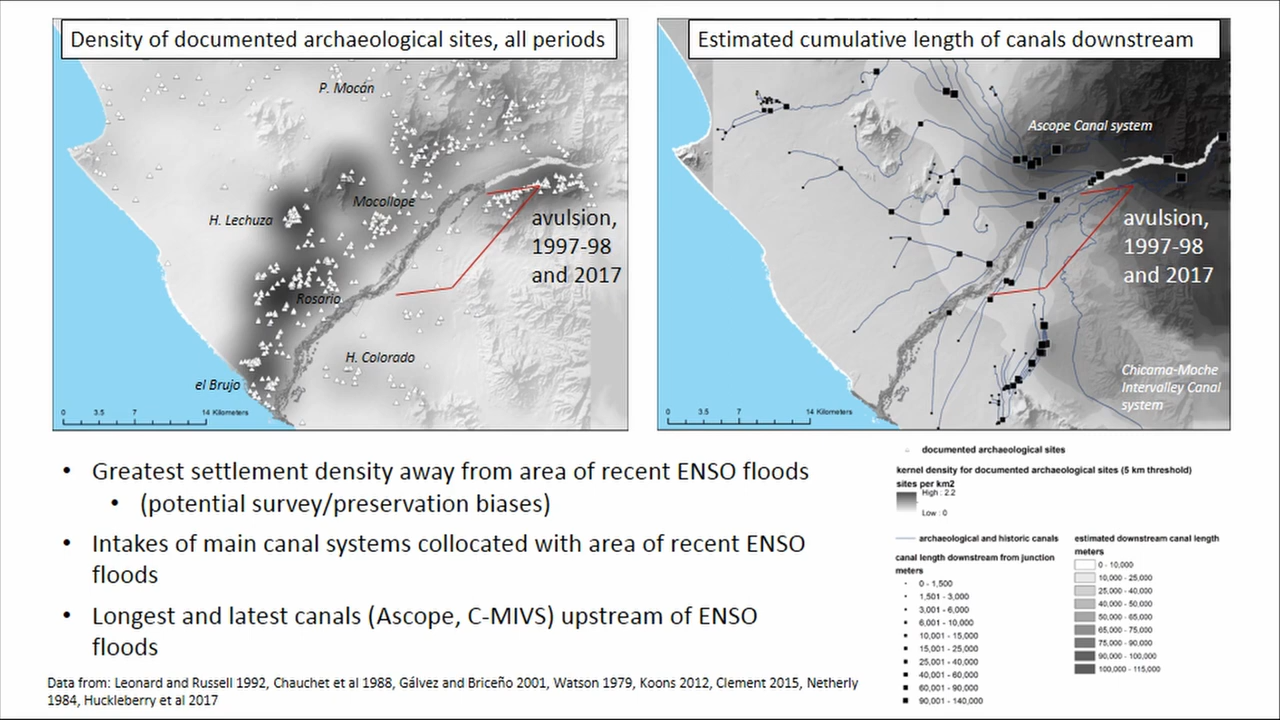 Density of documented archaeological sites, all periods
P. Mocán
H. Lechuza
Mocollope
avulsion,
1997-98
and 2017
Rosario
H. Colorado
el Brujo
0 3.5 7 14 Kilometers
Estimated cumulative length of canals downstream
Ascope Canal system
avulsion,
1997-98
and 2017
Chicama-Moche
Intervalley Canal
system
0 3.5 7 14 Kilometers
• Greatest settlement density away from area of recent ENSO floods
• (potential survey/preservation biases)
• Intakes of main canal systems collocated with area of recent ENSO
floods
• Longest and latest canals (Ascope, C-MIVS) upstream of ENSO
floods
Data from: Leonard and Russell 1992, Chauchet et al 1988, Gálvez and Briceño 2001, Watson 1979, Koons 2012, Clement 2015, Netherly
1984, Huckleberry et al 2017
documented archaeological sites
kernel density for documented archaeological sites (5 km threshold)
sites per km2
High : 2.2
Low : 0
archaeological and historic canals
canal length downstream from junction
meters
0 - 1,500
1,501 - 3,000
3,001 - 6,000
6,001 - 10,000
10,001 - 15,000
15,001 - 25,000
25,001 - 40,000
40,001 - 60,000
60,001 - 90,000
90,001 - 140,000
estimated downstream canal length
meters
0 - 10,000
10,000 - 25,000
25,000 - 40,000
40,000 - 50,000
50,000 - 65,000
65,000 - 75,000
75,000 - 90,000
90,000 - 100,000
100,000 - 115,000